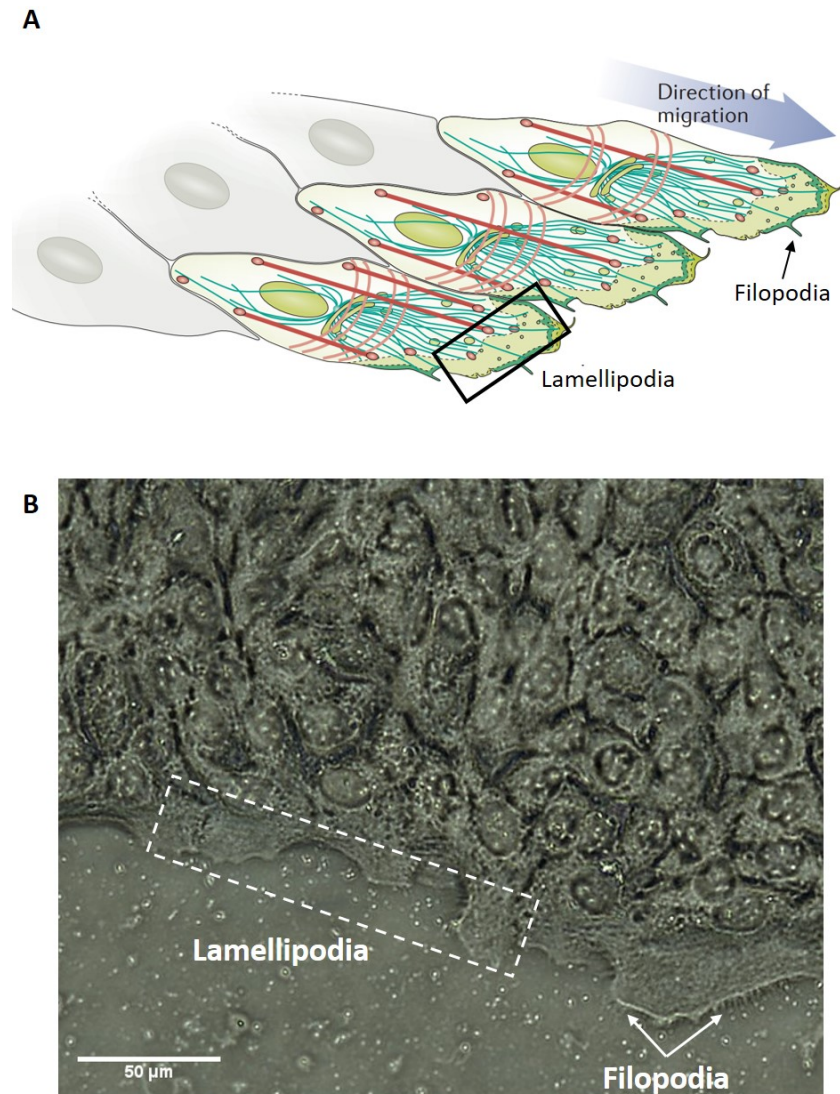 A
Direction of
migration
Filopodia
Lamellipodia
B
Lamellipodia
50 µm
Filopodia